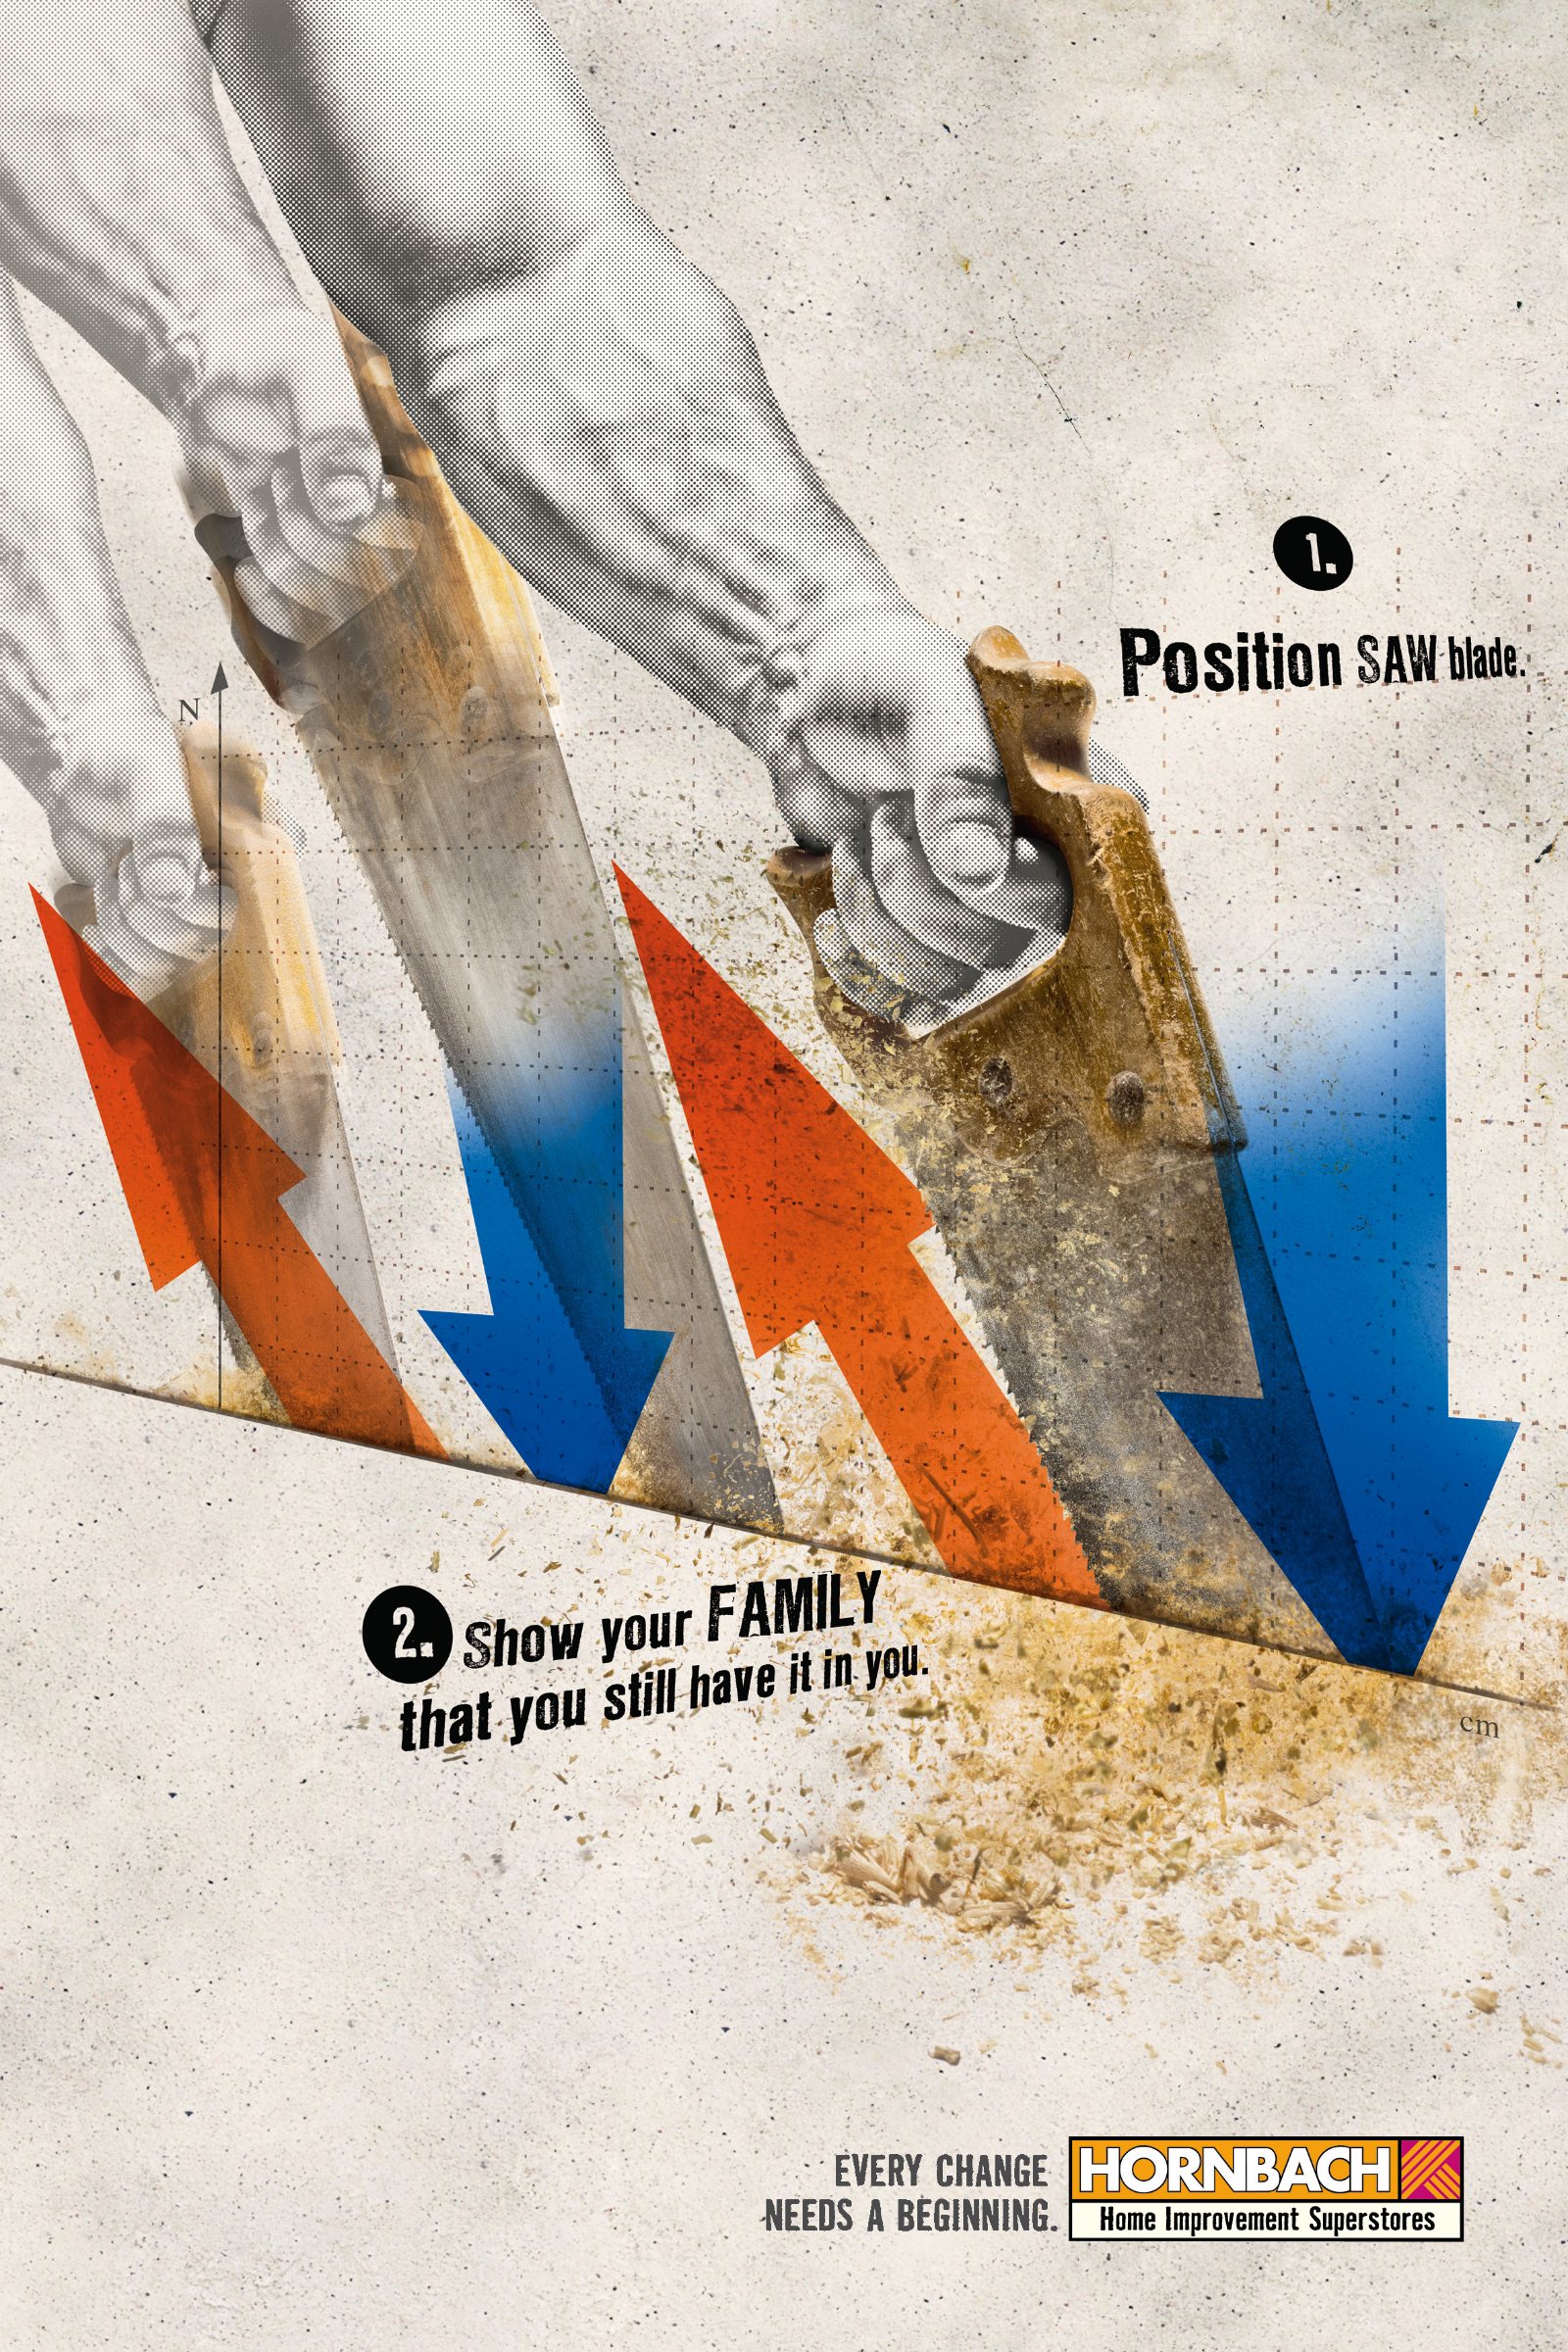 1.
Position SAW blade.
N
2. Show your FAMILY
that you still have it in you.
cm
EVERY CHANGE
NEEDS A BEGINNING.
HORNBACH
Home Improvement Superstores